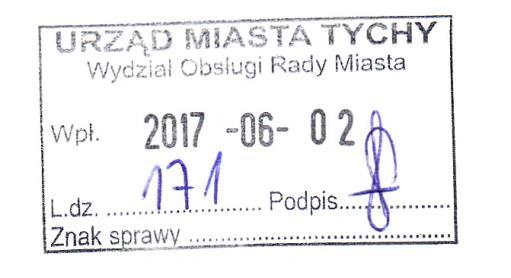 URZĄD MIASTA TYCHY
Wydział Obsługi Rady Miasta
Wpł. 2017 -06- 02
L.dz. 171 Podpis
Znak sprawy